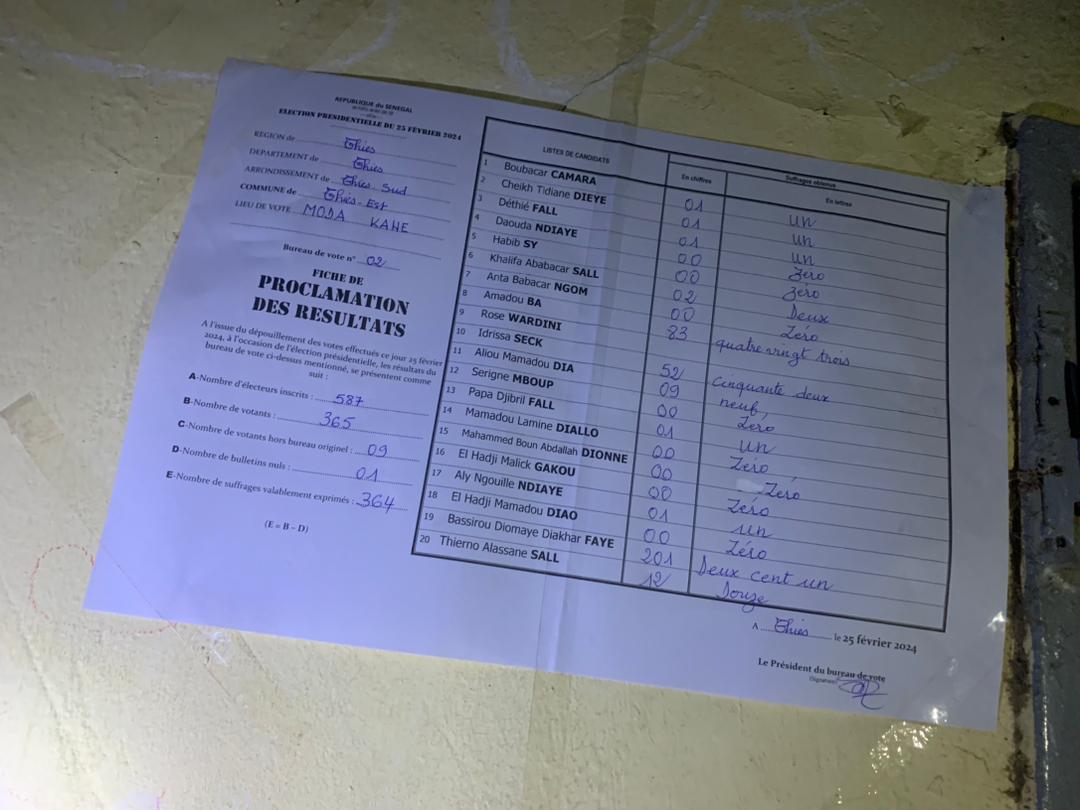 REPUBLIQUE du SENEGAL
ELECTION PRESIDENTIELLE DU 25 FÉVRIER 2024
REGION de Thiès
DEPARTEMENT de Thiès
ARRONDISSEMENT de Thiès Sud
COMMUNE de Thiès-Est
LIEU DE VOTE MODA KANE
Bureau de vote n° 02
FICHE DE
PROCLAMATION
DES RESULTATS
A l'issue du dépouillement des votes effectués ce jour 25 février
2024, à l'occasion de l'élection présidentielle, les résultats du
bureau de vote ci-dessus mentionné, se présentent comme
suit :
A-Nombre d'électeurs inscrits : 587
B-Nombre de votants : 365
C-Nombre de votants hors bureau originel : 09
D-Nombre de bulletins nuls : 01
E-Nombre de suffrages valablement exprimés : 364
(E = B – D)
LISTES DE CANDIDATS Suffrages obtenus
En chiffres En lettres
1 Boubacar CAMARA 01 un
2 Cheikh Tidiane DIEYE 01 un
3 Déthié FALL 01 un
4 Daouda NDIAYE 00 Zéro
5 Habib SY 00 Zéro
6 Khalifa Ababacar SALL 02 Deux
7 Anta Babacar NGOM 00 Zéro
8 Amadou BA 83 quatre vingt trois
9 Rose WARDINI
10 Idrissa SECK 52 Cinquante deux
11 Aliou Mamadou DIA 09 neuf,
12 Serigne MBOUP 00 Zéro
13 Papa Djibril FALL 01 un
14 Mamadou Lamine DIALLO 00 Zéro
15 Mahammed Boun Abdallah DIONNE 00 Zéro
16 El Hadji Malick GAKOU 00 Zéro
17 Aly Ngouille NDIAYE 01 un
18 El Hadji Mamadou DIAO 00 Zéro
19 Bassirou Diomaye Diakhar FAYE 201 Deux cent un
20 Thierno Alassane SALL 12 Douze
A Thiès le 25 février 2024
Le Président du bureau de vote
(Signature)